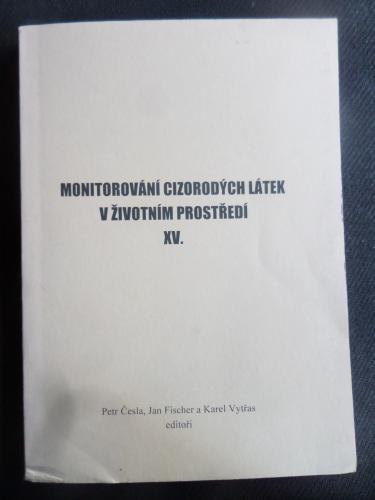 MONITOROVÁNÍ CIZORODÝCH LÁTEK
V ŽIVOTNÍM PROSTŘEDÍ
XV.
Petr Česla, Jan Fischer a Karel Vytřas
editoři